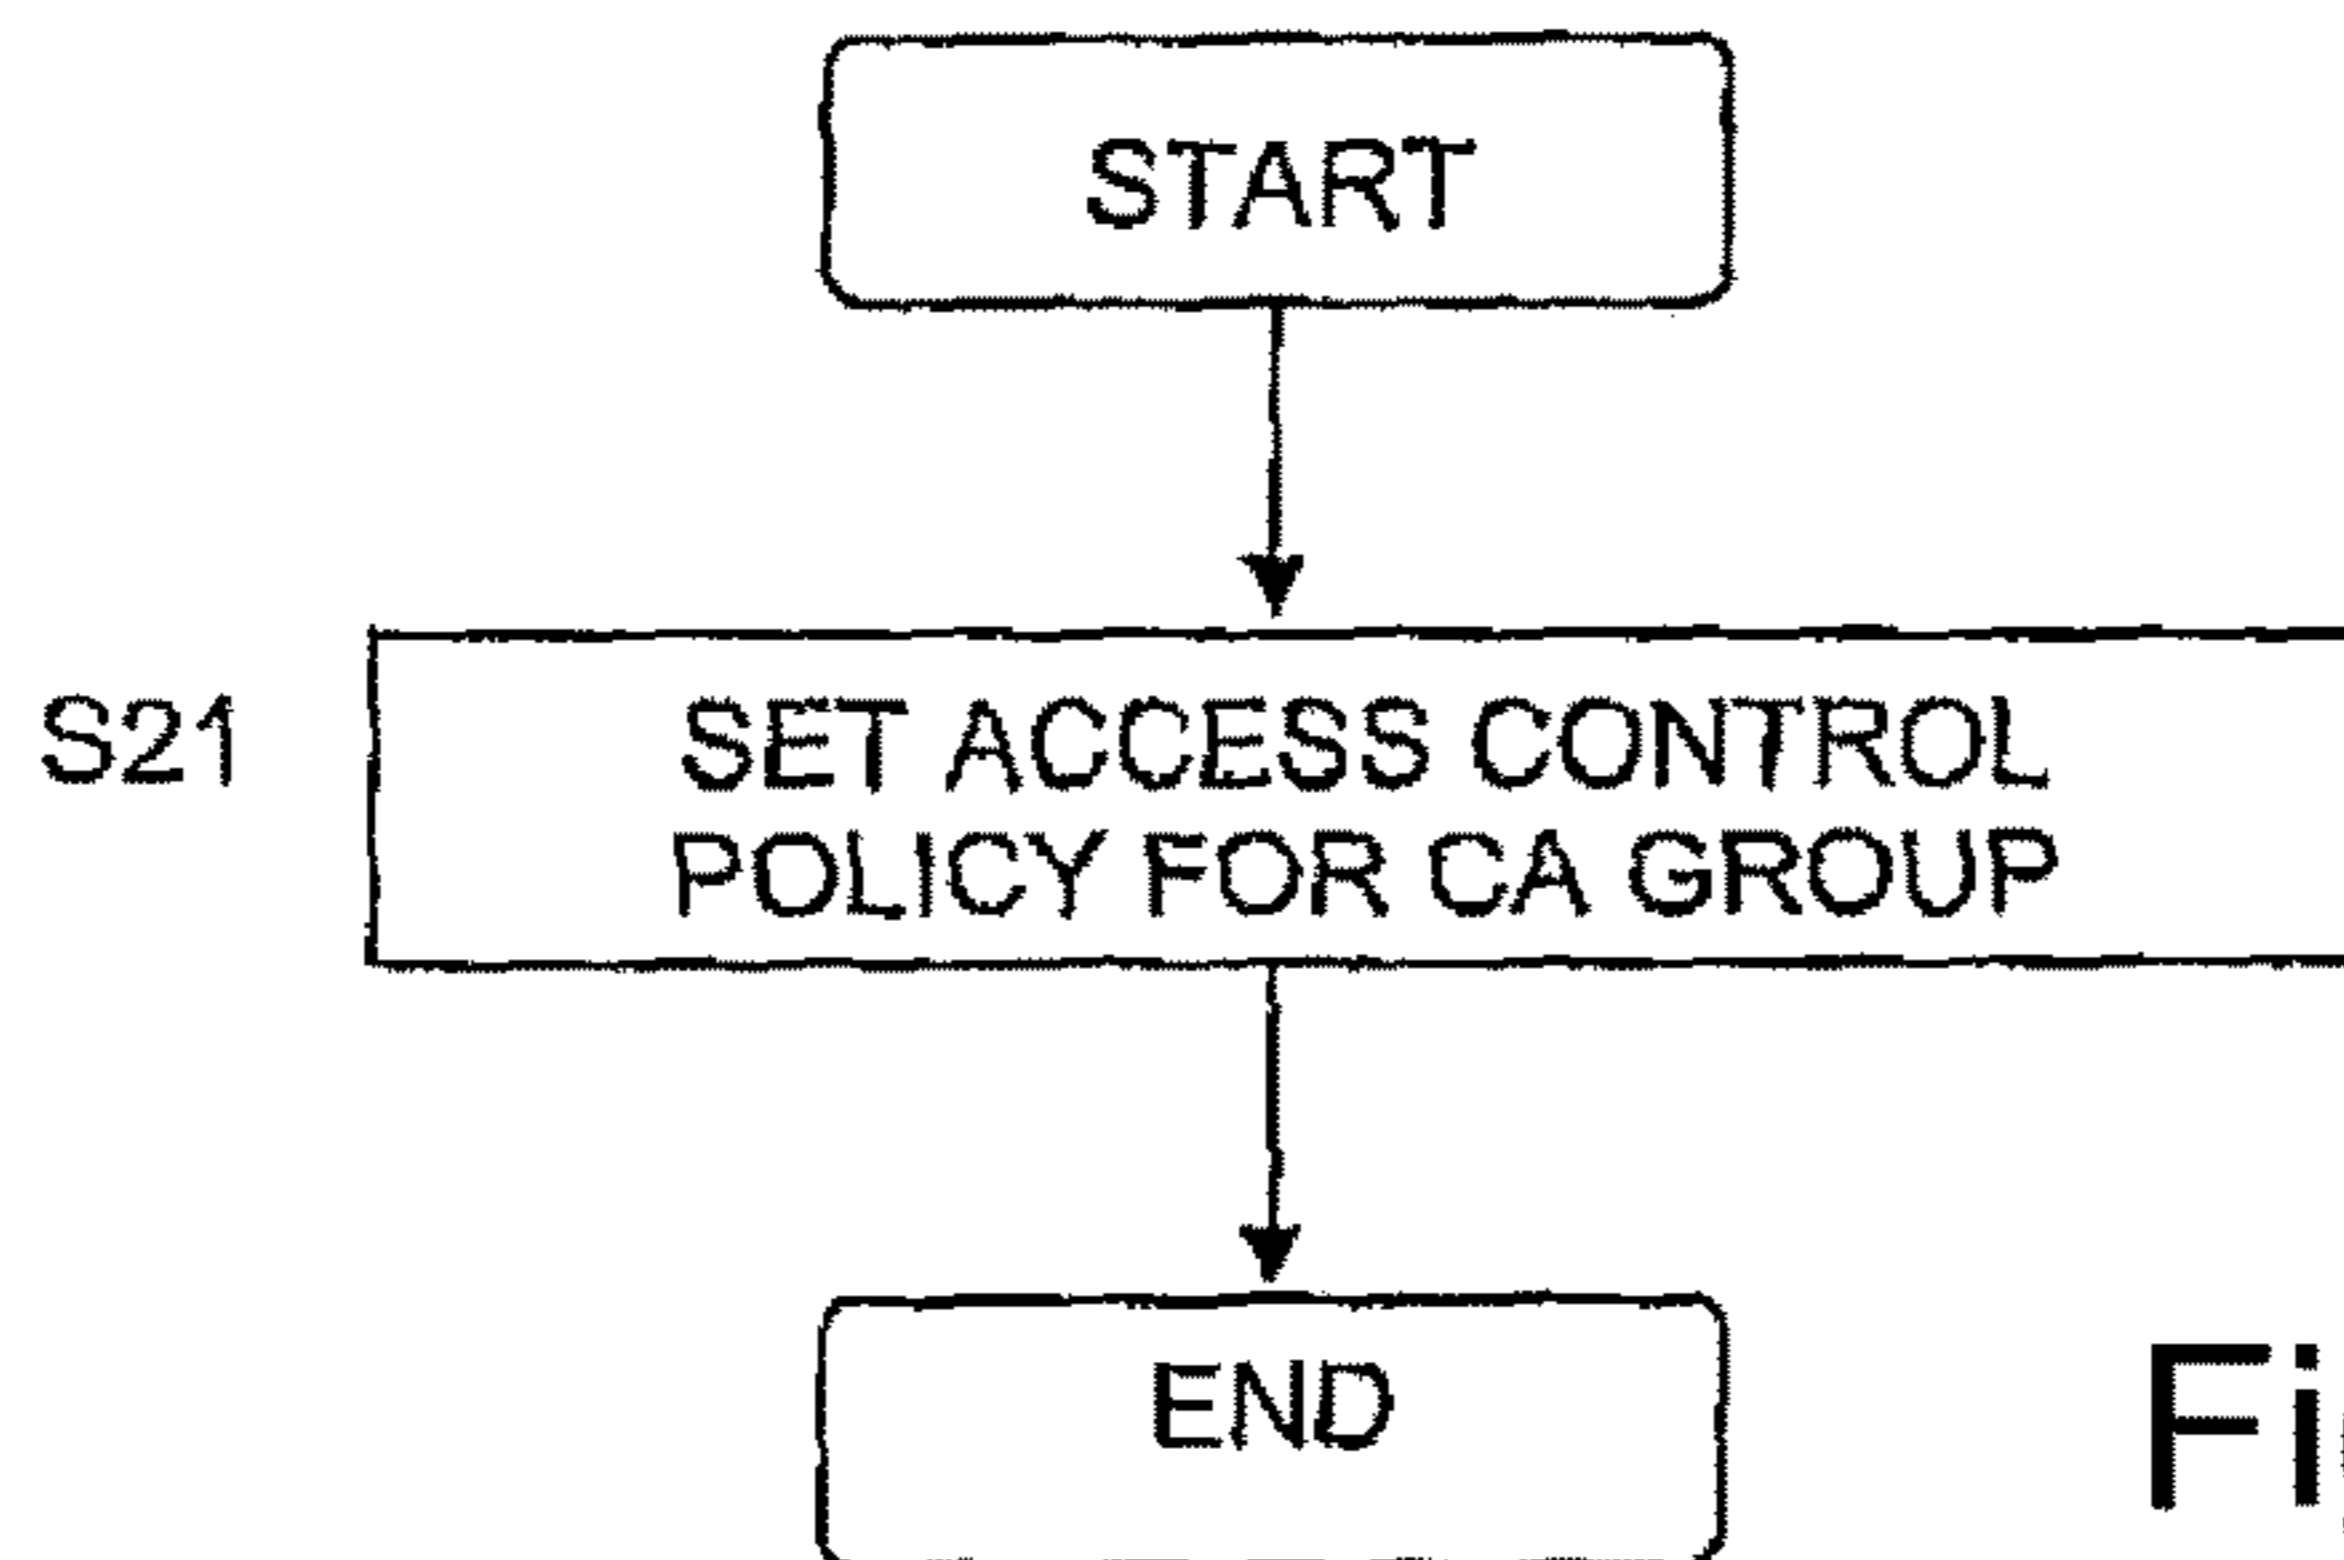 START
S21
SET ACCESS CONTROL
POLICY FOR CA GROUP
END